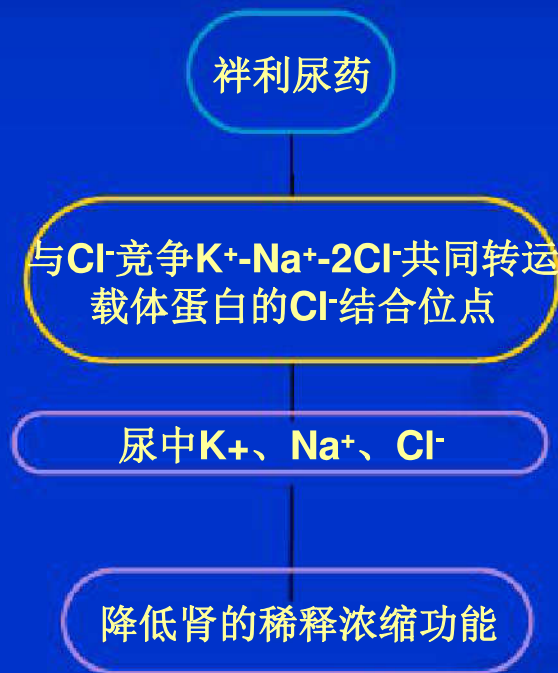 袢利尿药
与Cl⁻竞争K⁺-Na⁺-2Cl⁻共同转运
载体蛋白的Cl⁻结合位点
尿中K+、Na⁺、Cl⁻
降低肾的稀释浓缩功能